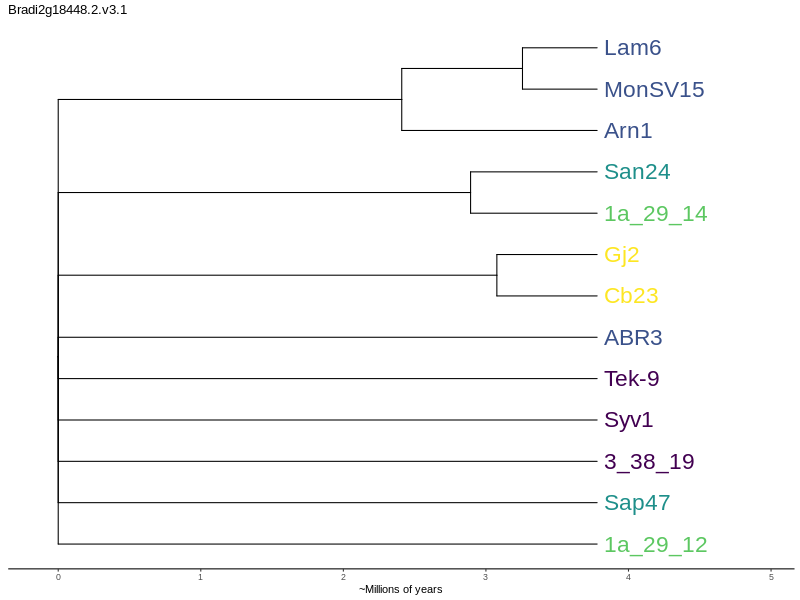 Bradi2g18448.2.v3.1
Lam6
MonSV15
Arn1
San24
1a_29_14
Gj2
Cb23
ABR3
Tek-9
Syv1
3_38_19
Sap47
1a_29_12
0 1 2 3 4 5
~Millions of years